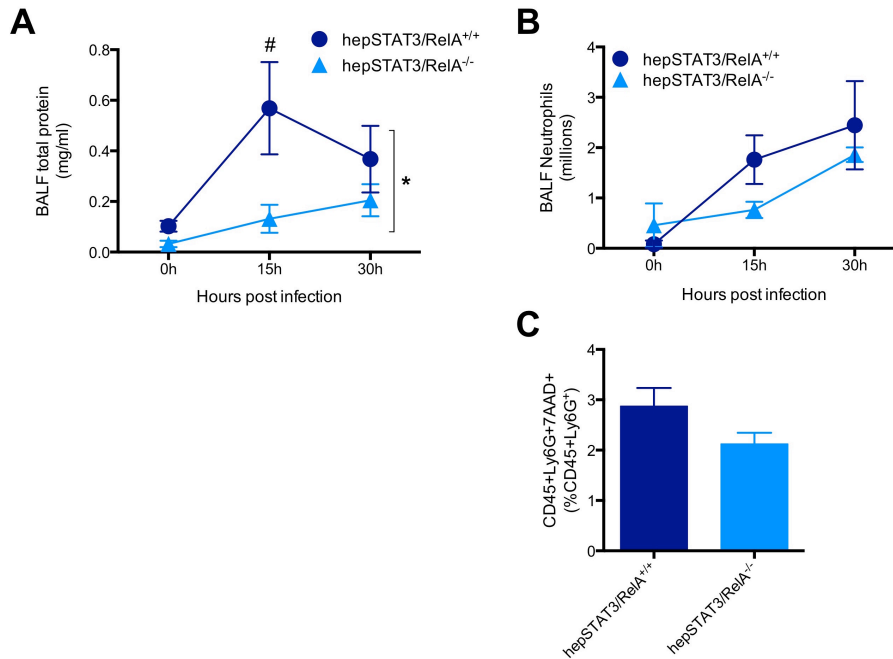 A
#
hepSTAT3/RelA+/+
hepSTAT3/RelA-/-
BALF total protein
(mg/ml)
0.8
0.6
0.4
0.2
0.0
*
0h 15h 30h
Hours post infection
B
hepSTAT3/RelA+/+
hepSTAT3/RelA-/-
BALF Neutrophils
(millions)
4
3
2
1
0
0h 15h 30h
Hours post infection
C
CD45+Ly6G+7AAD+
(%CD45+Ly6G+)
4
3
2
1
0
hepSTAT3/RelA+/+
hepSTAT3/RelA-/-